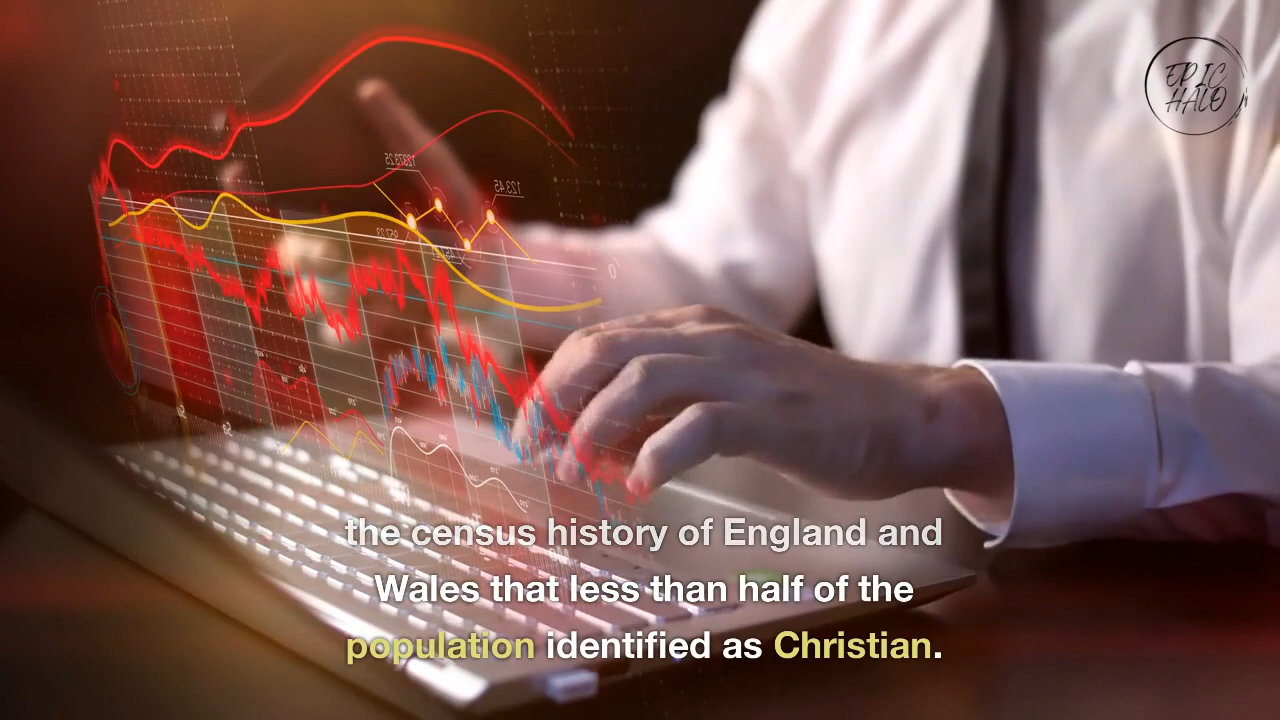 EPIC
HALO
the census history of England and
Wales that less than half of the
population identified as Christian.